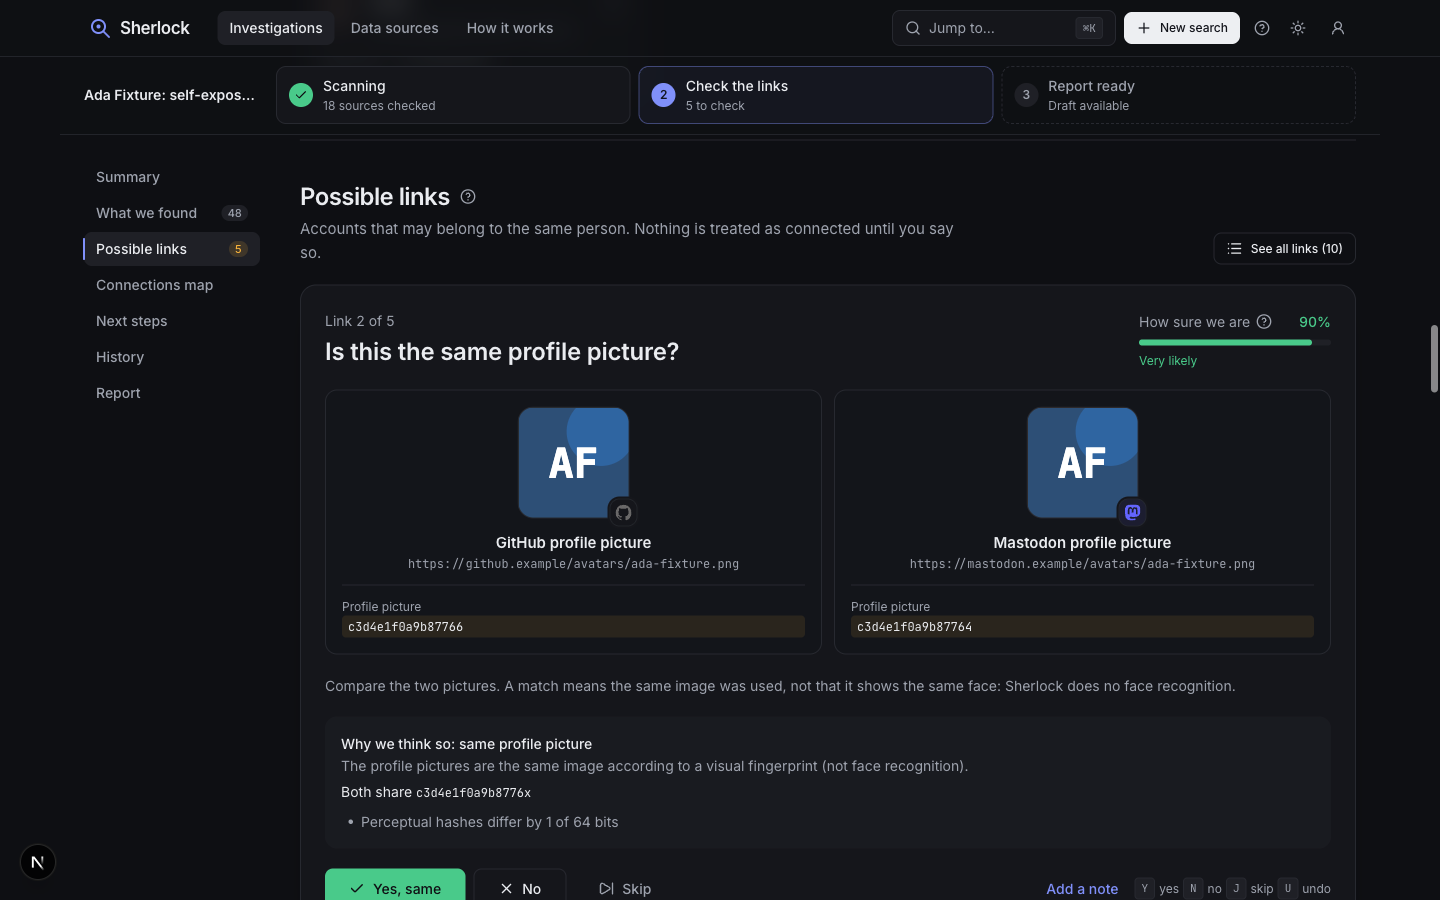 Sherlock
Investigations
Data sources
How it works
Jump to...
⌘K
New search
Ada Fixture: self-expos...
Scanning
18 sources checked
2
Check the links
5 to check
3
Report ready
Draft available
Summary
What we found 48
Possible links 5
Connections map
Next steps
History
Report
Possible links
Accounts that may belong to the same person. Nothing is treated as connected until you say
so.
See all links (10)
Link 2 of 5
Is this the same profile picture?
How sure we are 90%
Very likely
AF
GitHub profile picture
https://github.example/avatars/ada-fixture.png
Profile picture
c3d4e1f0a9b87766
AF
Mastodon profile picture
https://mastodon.example/avatars/ada-fixture.png
Profile picture
c3d4e1f0a9b87764
Compare the two pictures. A match means the same image was used, not that it shows the same face: Sherlock does no face recognition.
Why we think so: same profile picture
The profile pictures are the same image according to a visual fingerprint (not face recognition).
Both share c3d4e1f0a9b8776x
• Perceptual hashes differ by 1 of 64 bits
Yes, same
No
Skip
Add a note
Y yes N no J skip U undo
N